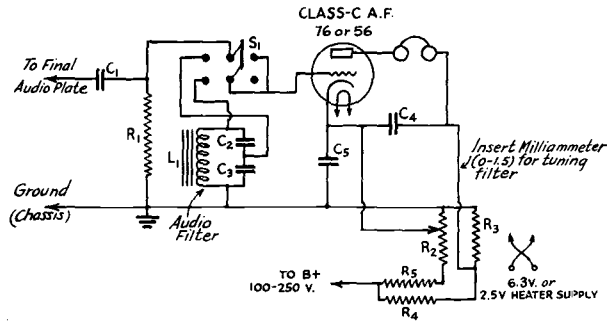 CLASS-C A.F.
76 or 56
S1
To Final
Audio Plate
C1
R1
L1
C2
C3
Audio
Filter
Ground
(Chassis)
C4
C5
Insert Milliammeter
(0-1.5) for tuning
filter
R2
R3
R5
R4
TO B+
100-250 V.
6.3V. or
2.5V HEATER SUPPLY